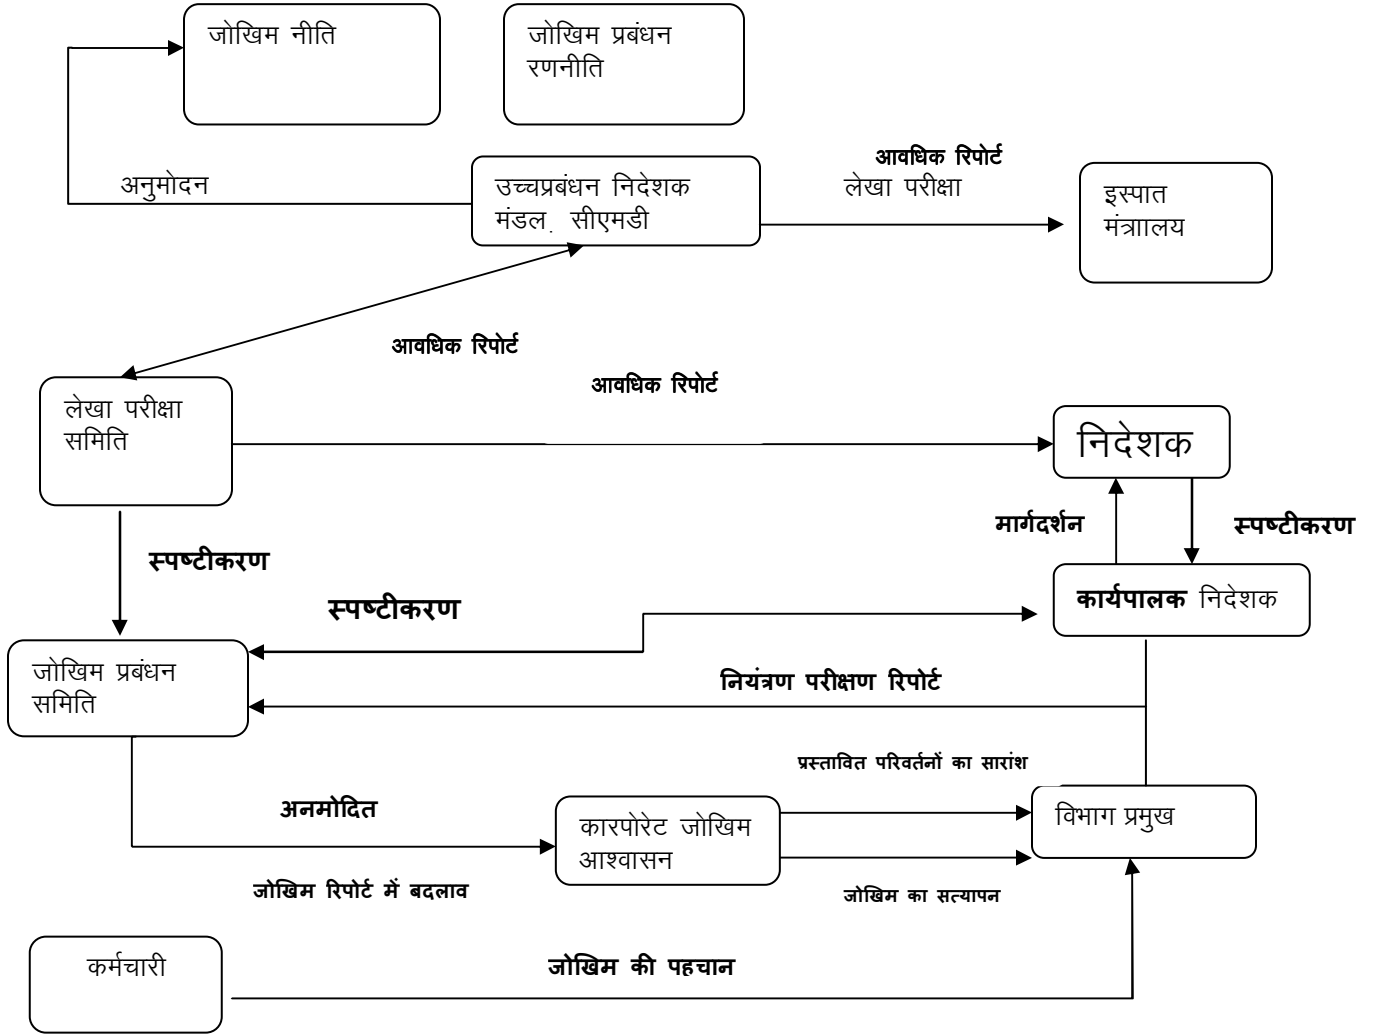 जोखिम नीति
जोखिम प्रबंधन
रणनीति
आवधिक रिपोर्ट
अनुमोदन
उच्चप्रबंधन निदेशक
मंडल. सीएमडी
लेखा परीक्षा
इस्पात
मंत्राालय
आवधिक रिपोर्ट
आवधिक रिपोर्ट
लेखा परीक्षा
समिति
निदेशक
मार्गदर्शन
स्पष्टीकरण
स्पष्टीकरण
स्पष्टीकरण
कार्यपालक निदेशक
जोखिम प्रबंधन
समिति
नियंत्रण परीक्षण रिपोर्ट
प्रस्तावित परिवर्तनों का सारांश
अनमोदित
कारपोरेट जोखिम
आश्वासन
विभाग प्रमुख
जोखिम रिपोर्ट में बदलाव
जोखिम का सत्यापन
कर्मचारी
जोखिम की पहचान